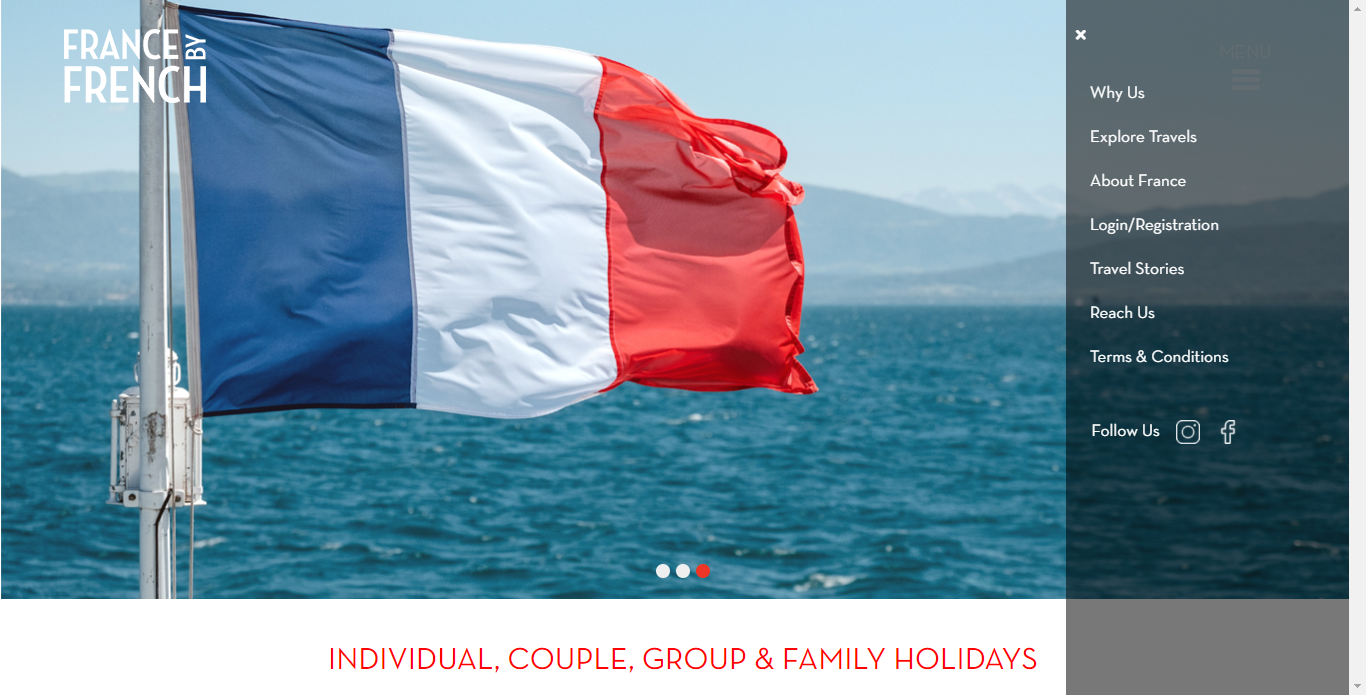 FRANCE BY
FRENCH
MENU
Why Us
Explore Travels
About France
Login/Registration
Travel Stories
Reach Us
Terms & Conditions
Follow Us
INDIVIDUAL, COUPLE, GROUP & FAMILY HOLIDAYS